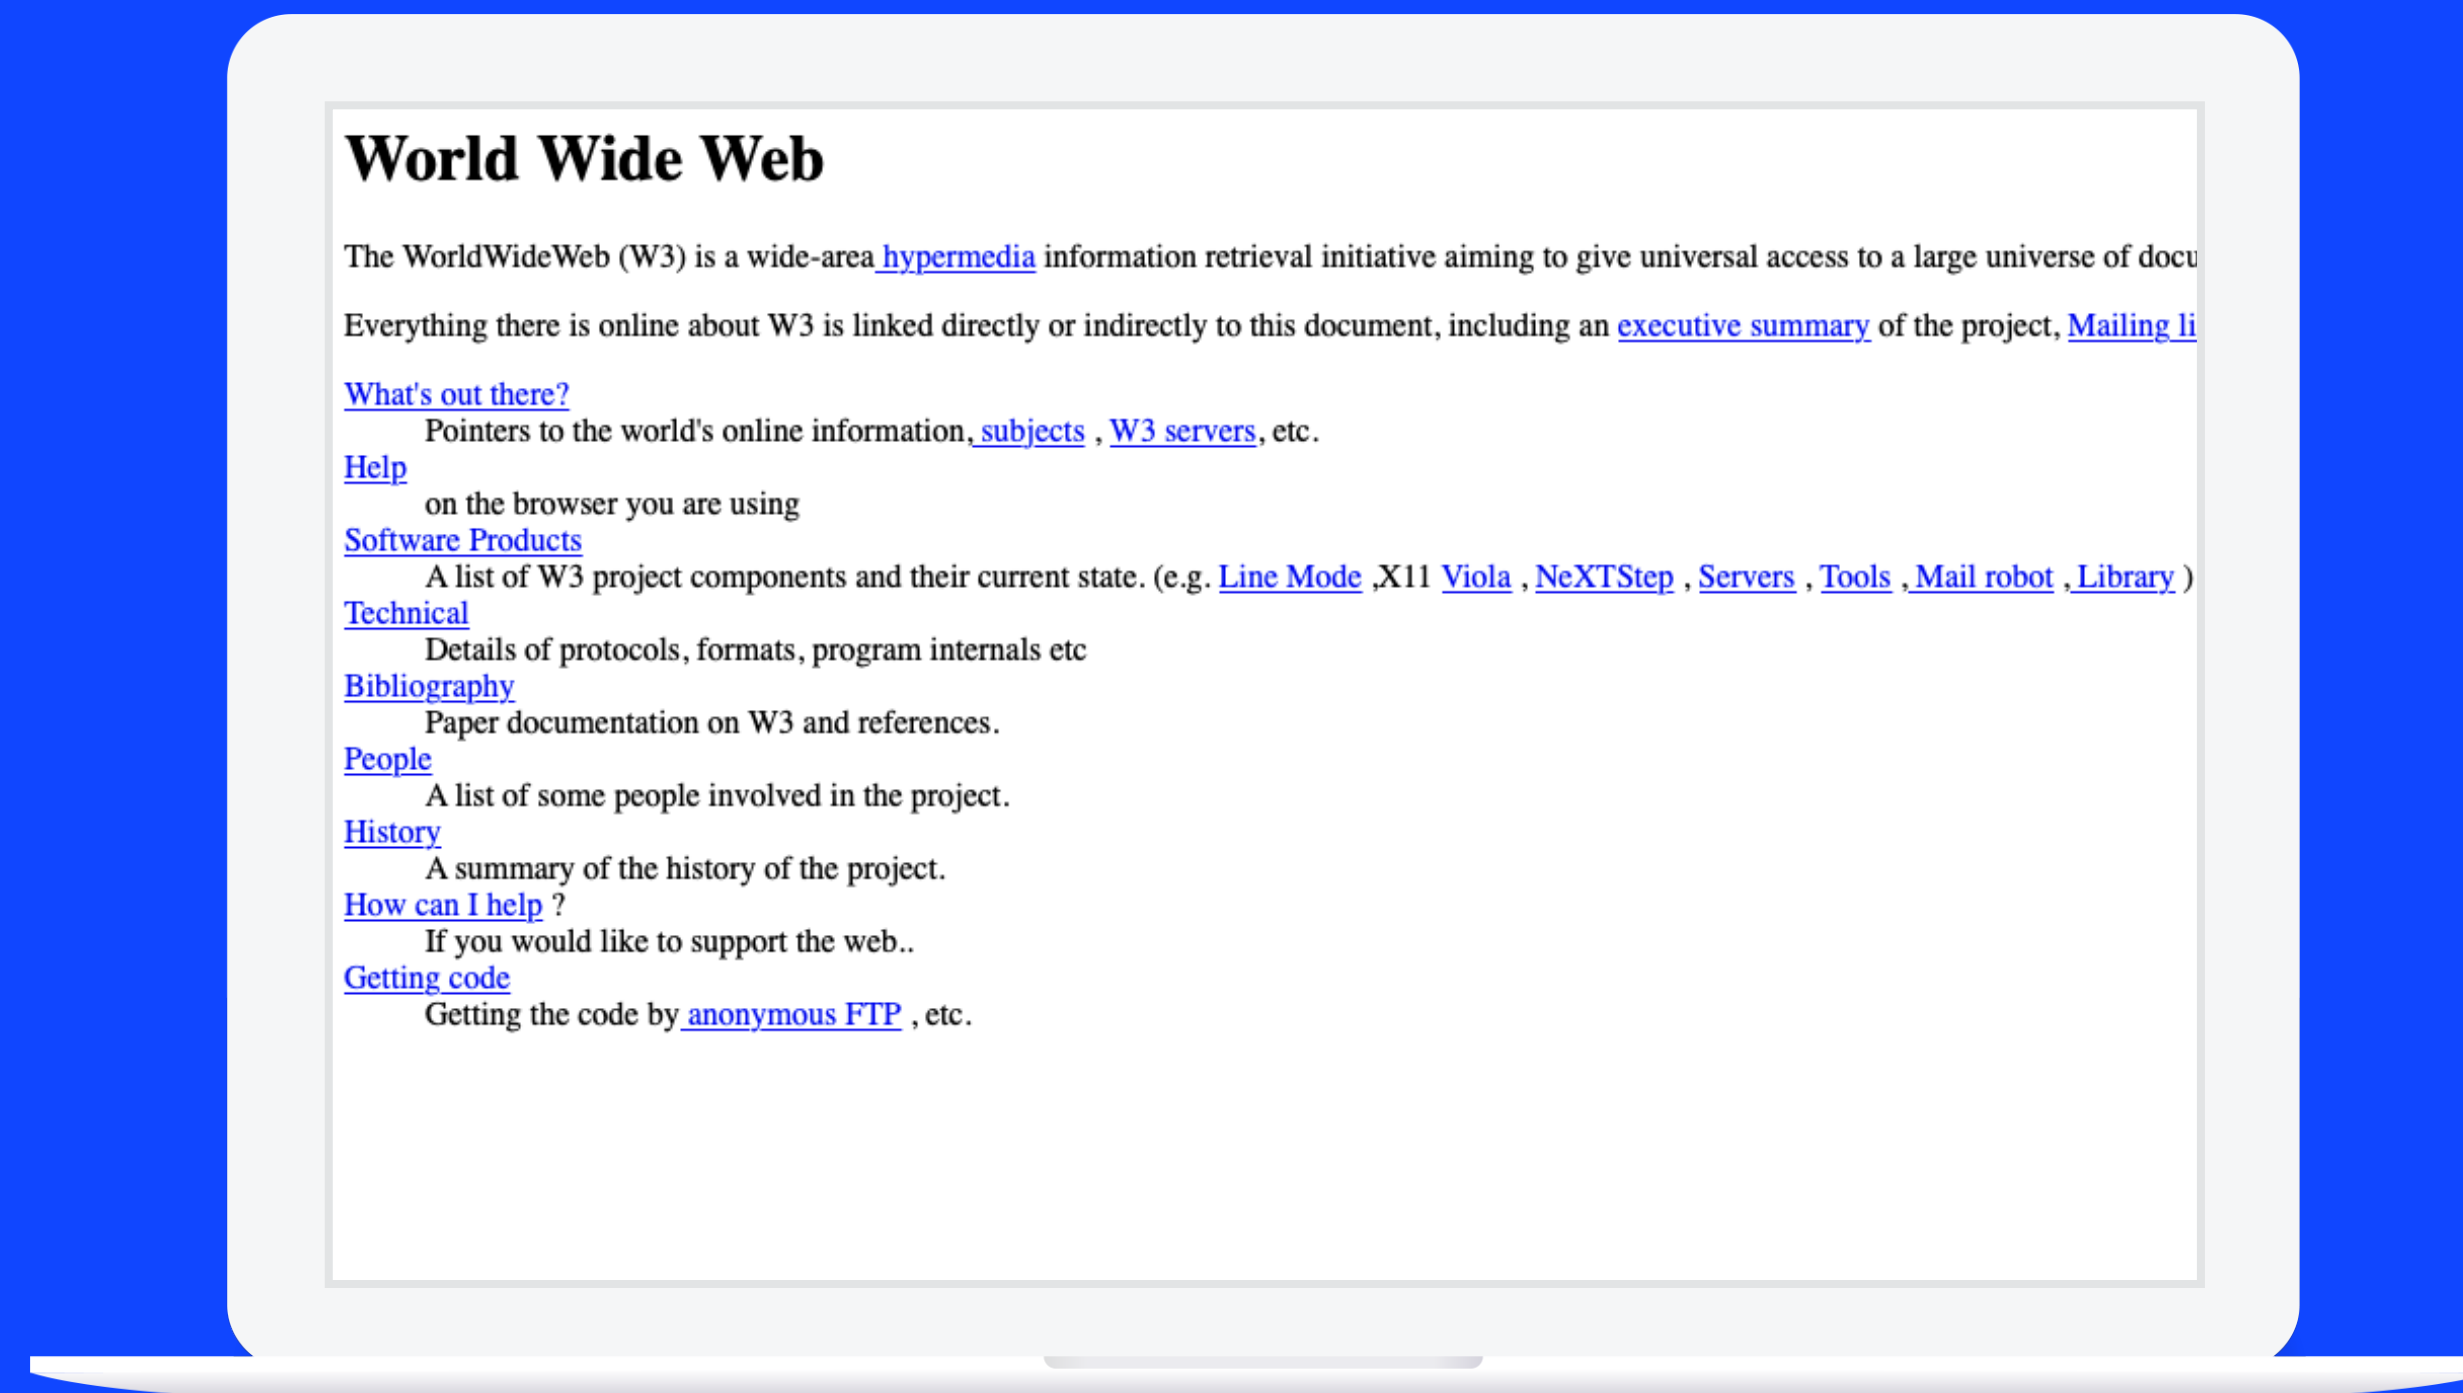 World Wide Web
The WorldWideWeb (W3) is a wide-area hypermedia information retrieval initiative aiming to give universal access to a large universe of docu
Everything there is online about W3 is linked directly or indirectly to this document, including an executive summary of the project, Mailing li
What's out there?
Pointers to the world's online information, subjects , W3 servers, etc.
Help
on the browser you are using
Software Products
A list of W3 project components and their current state. (e.g. Line Mode ,X11 Viola , NeXTStep , Servers , Tools , Mail robot , Library )
Technical
Details of protocols, formats, program internals etc
Bibliography
Paper documentation on W3 and references.
People
A list of some people involved in the project.
History
A summary of the history of the project.
How can I help ?
If you would like to support the web..
Getting code
Getting the code by anonymous FTP , etc.